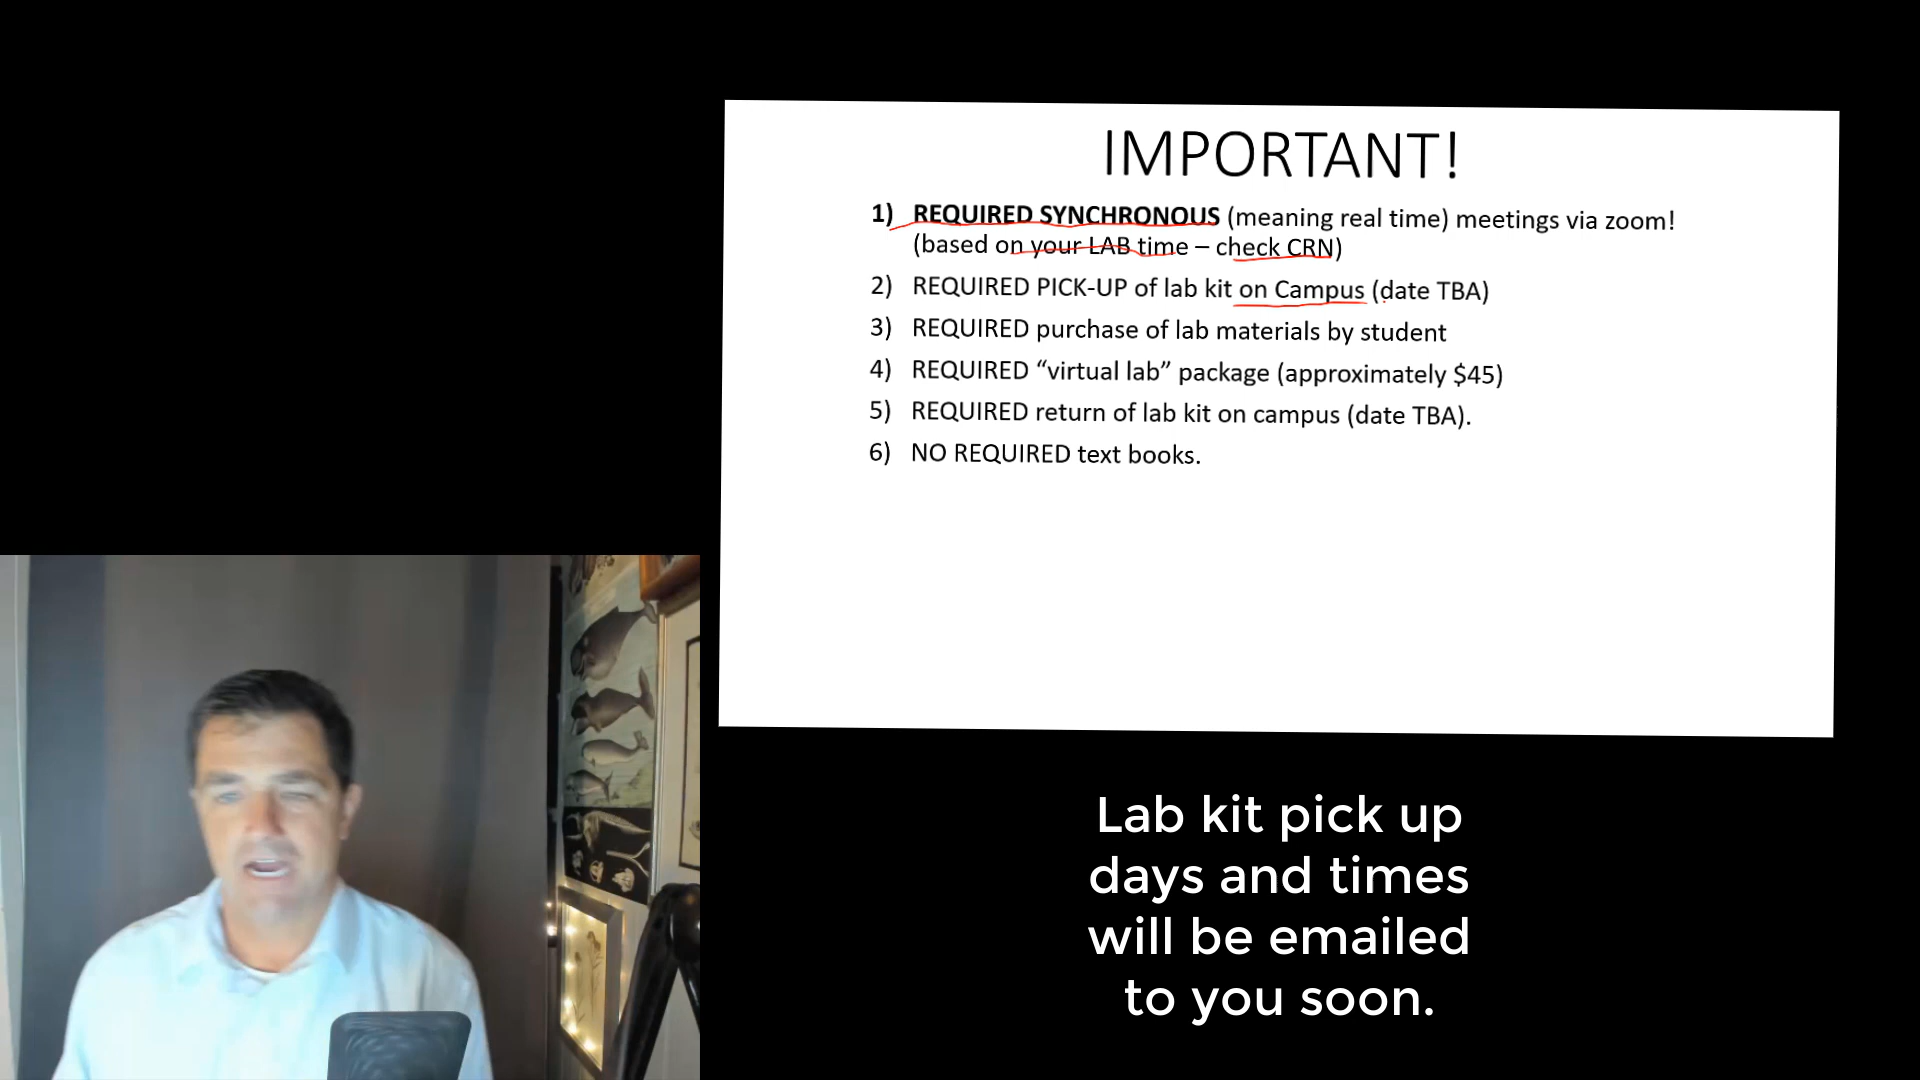 IMPORTANT!
1) REQUIRED SYNCHRONOUS (meaning real time) meetings via zoom!
(based on your LAB time – check CRN)
2) REQUIRED PICK-UP of lab kit on Campus (date TBA)
3) REQUIRED purchase of lab materials by student
4) REQUIRED “virtual lab” package (approximately $45)
5) REQUIRED return of lab kit on campus (date TBA).
6) NO REQUIRED text books.
Lab kit pick up
days and times
will be emailed
to you soon.